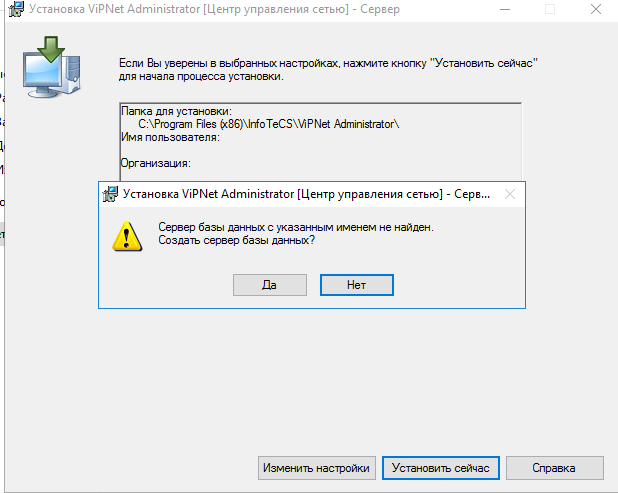 Установка ViPNet Administrator [Центр управления сетью] - Сервер
Если Вы уверены в выбранных настройках, нажмите кнопку "Установить сейчас"
для начала процесса установки.
Папка для установки:
C:\Program Files (x86)\InfoTeCS\ViPNet Administrator\
Имя пользователя:
Организация:
Установка ViPNet Administrator [Центр управления сетью] - Серв...
Сервер базы данных с указанным именем не найден.
Создать сервер базы данных?
Да
Нет
Изменить настройки
Установить сейчас
Справка